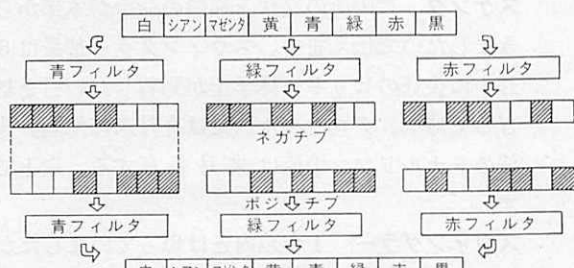 白 シアン マゼンタ 黄 青 緑 赤 黒
青フィルタ 緑フィルタ 赤フィルタ
ネガチブ
ポジチブ
青フィルタ 緑フィルタ 赤フィルタ
白 シアン マゼンタ 黄 青 緑 赤 黒